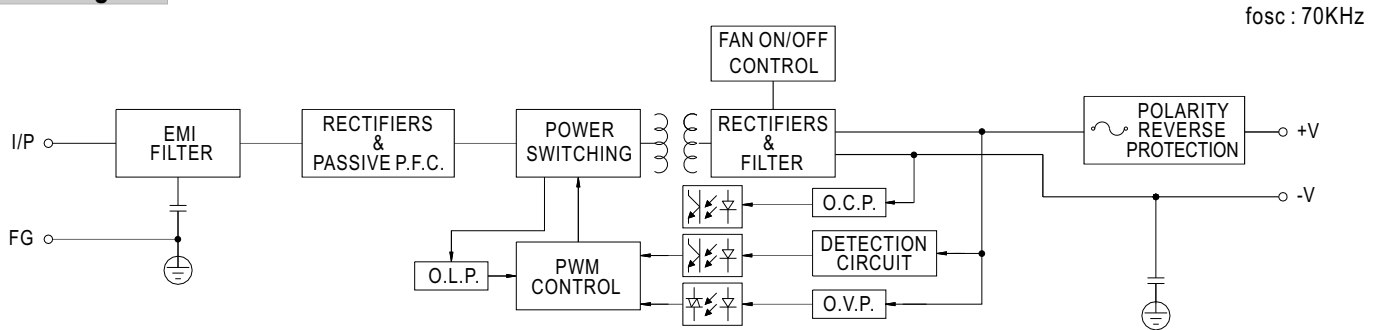 fosc : 70KHz
FAN ON/OFF
CONTROL
I/P
EMI
FILTER
RECTIFIERS
&
PASSIVE P.F.C.
POWER
SWITCHING
RECTIFIERS
&
FILTER
POLARITY
REVERSE
PROTECTION
+V
-V
O.C.P.
FG
DETECTION
CIRCUIT
O.L.P.
PWM
CONTROL
O.V.P.